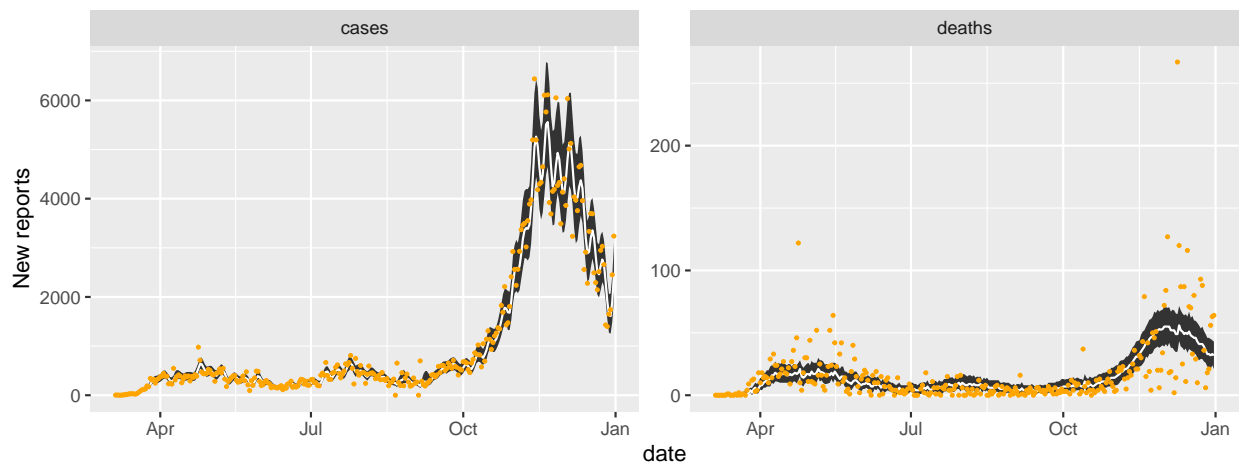 cases
deaths
New reports
6000
4000
2000
0
200
100
0
Apr
Jul
Oct
Jan
Apr
Jul
Oct
Jan
date